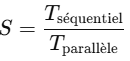 S = T_séquentiel / T_parallèle